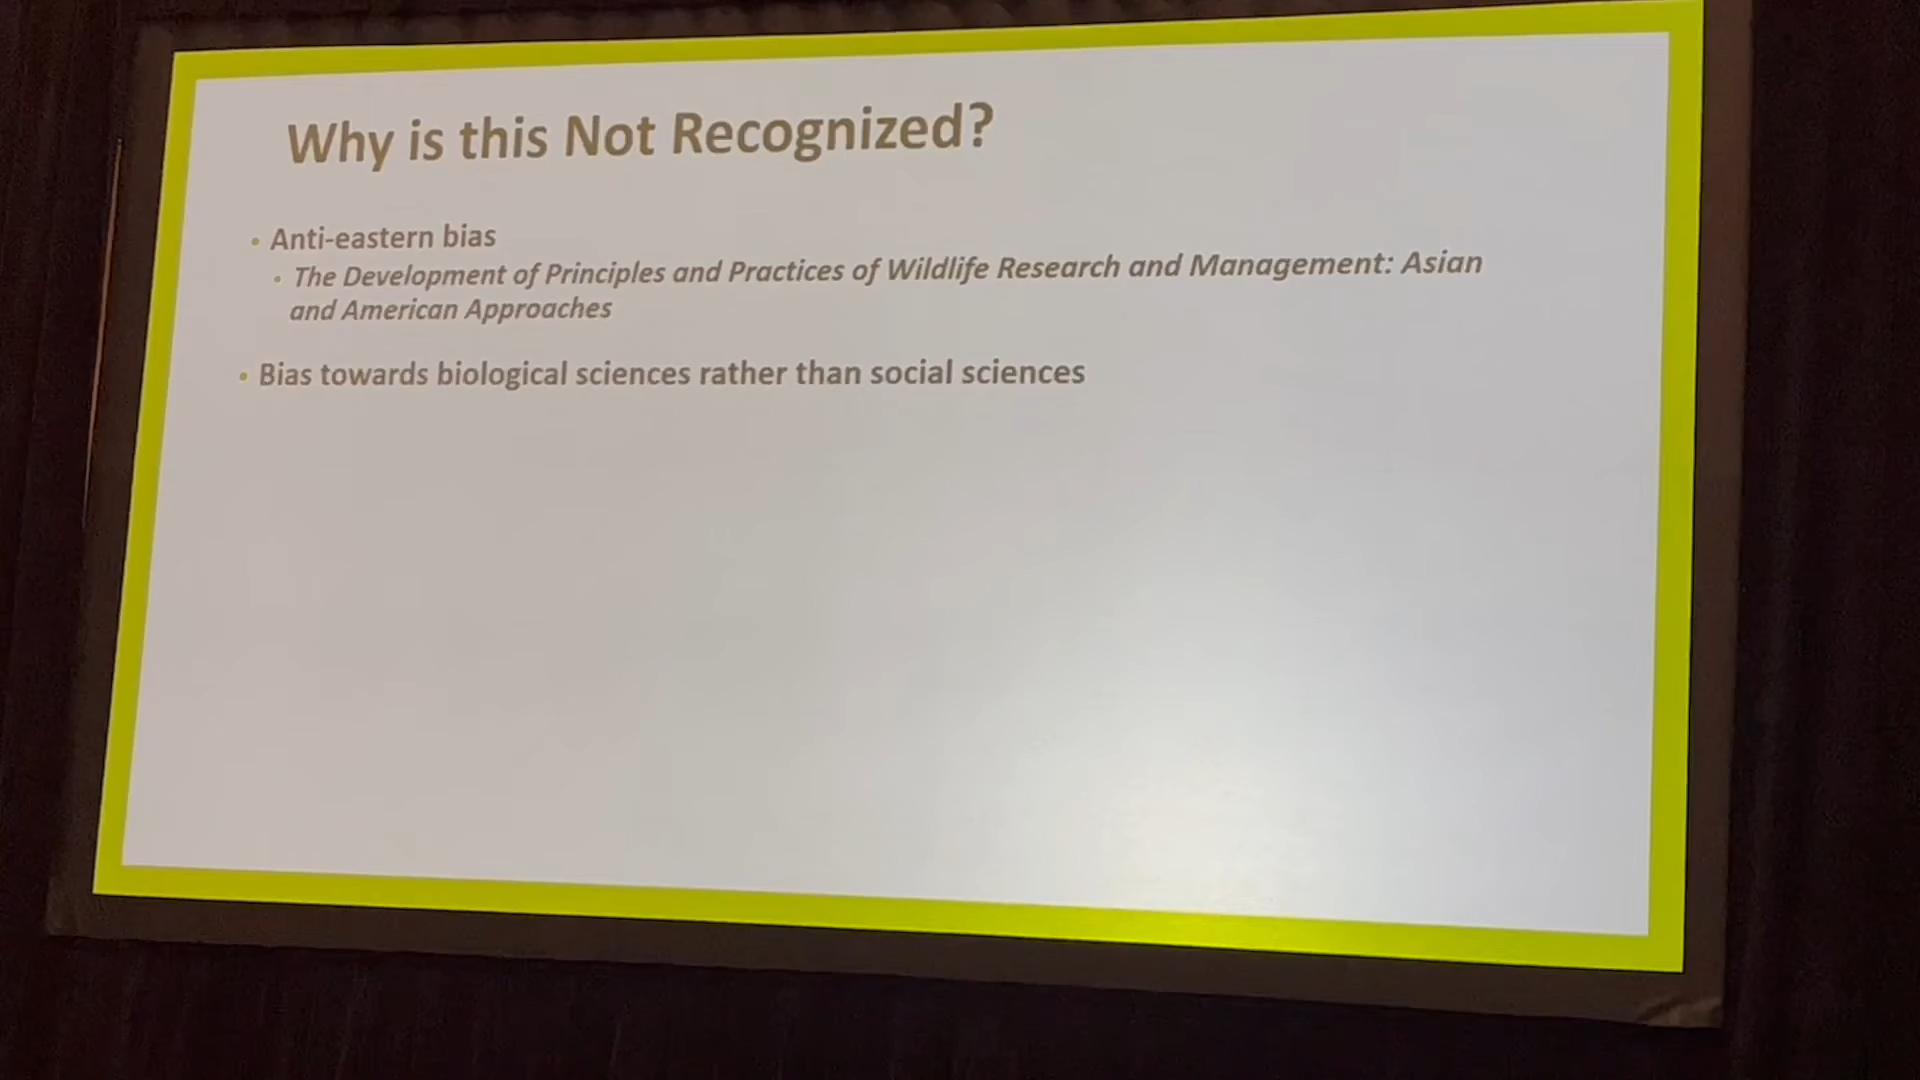 Why is this Not Recognized?
• Anti-eastern bias
• The Development of Principles and Practices of Wildlife Research and Management: Asian
and American Approaches
• Bias towards biological sciences rather than social sciences